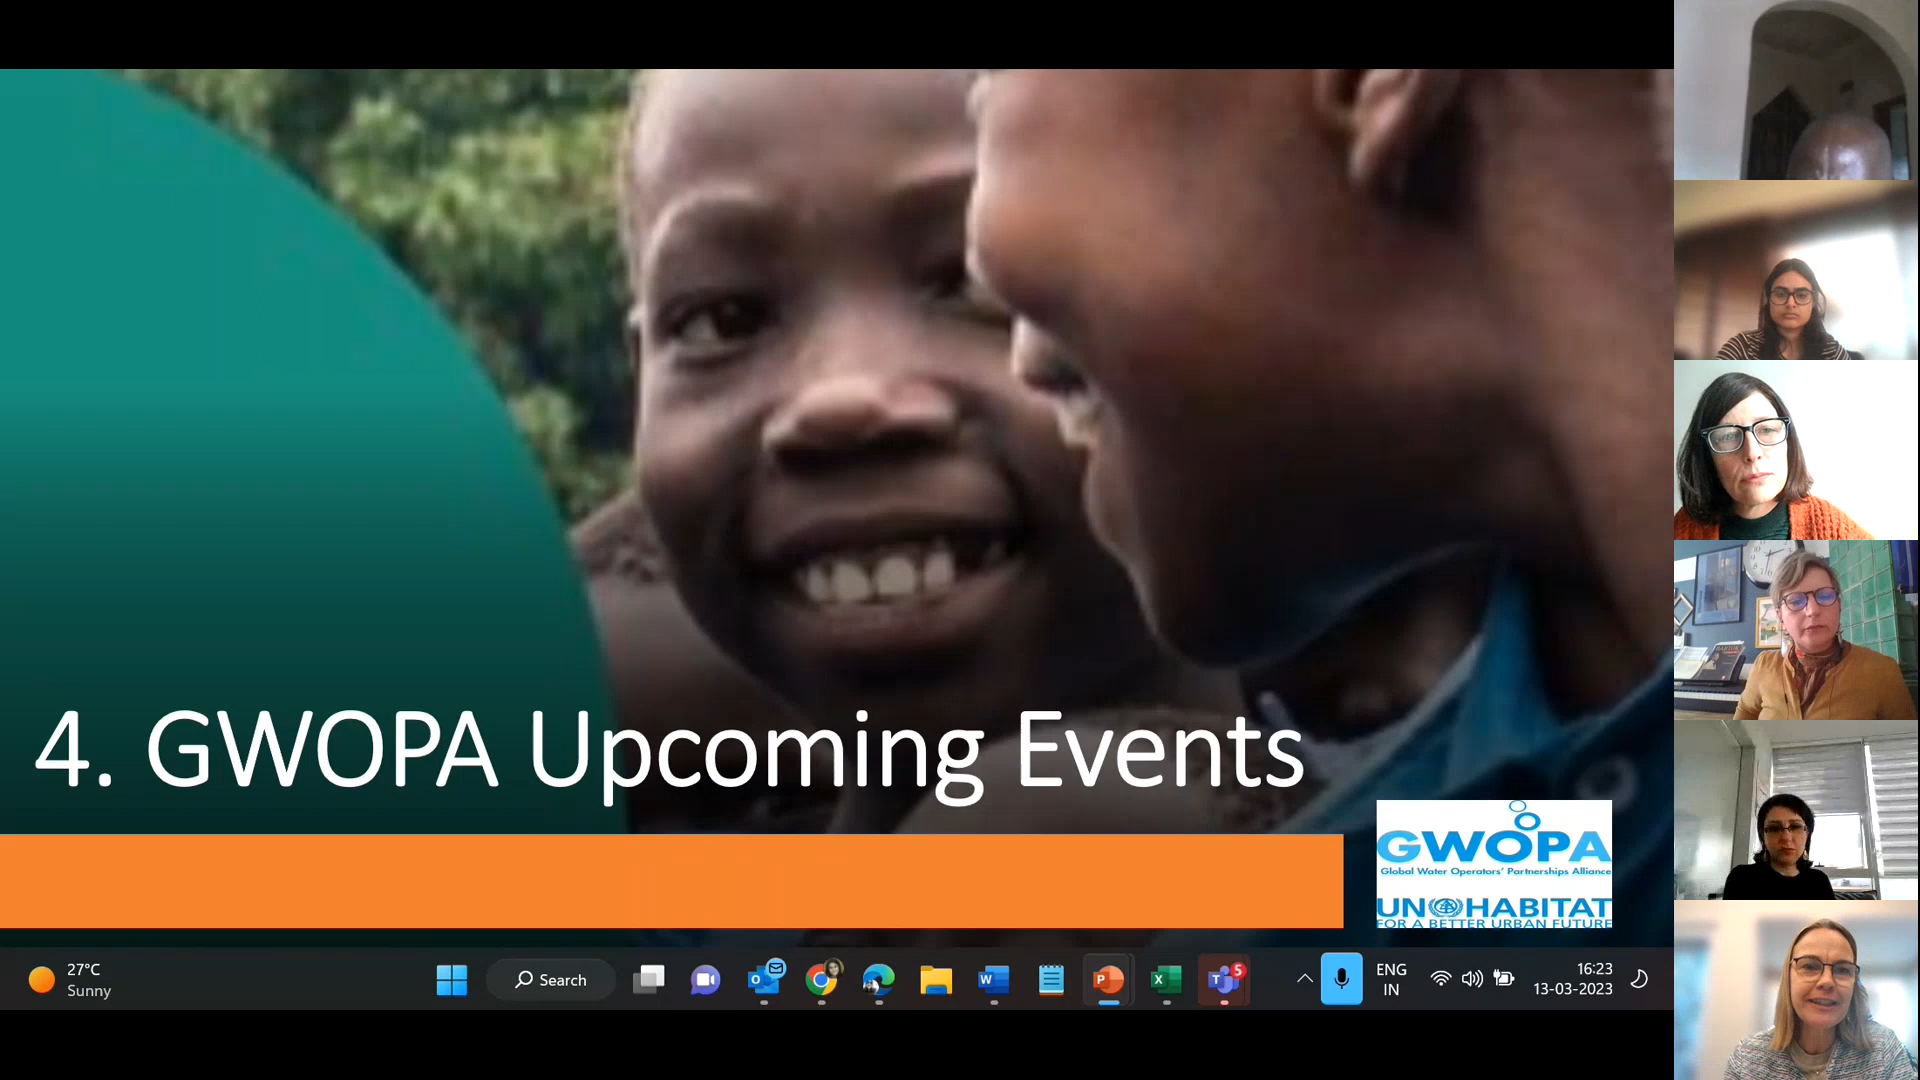 4. GWOPA Upcoming Events
GWOPA
Global Water Operators' Partnerships Alliance
UN HABITAT
FOR A BETTER URBAN FUTURE
27°C
Sunny
Search
5
ENG
IN
16:23
13-03-2023